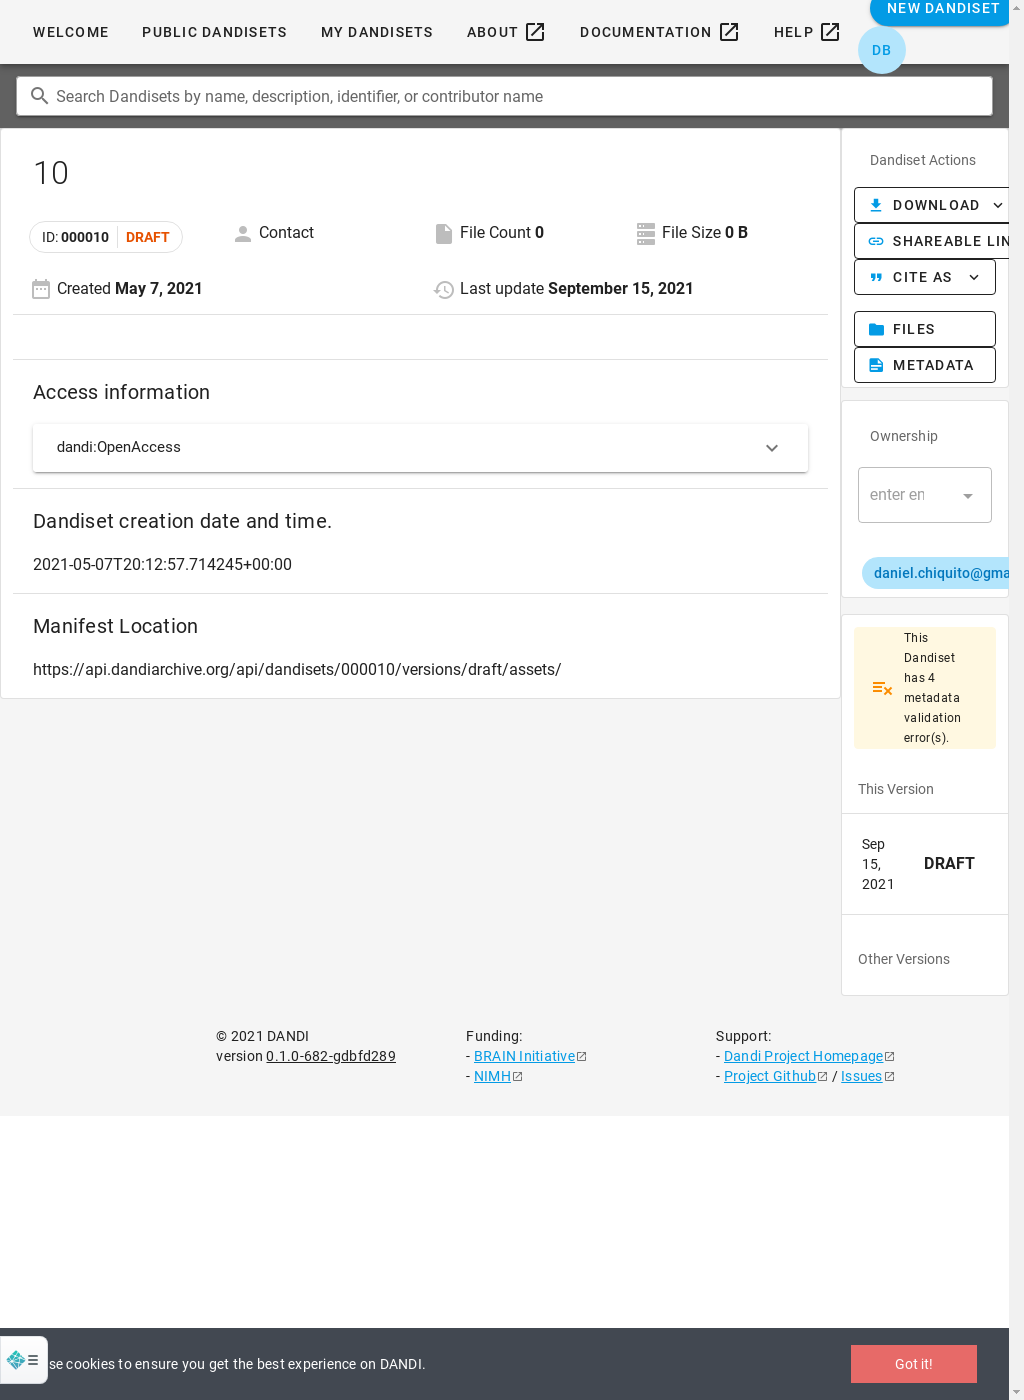 WELCOME PUBLIC DANDISETS MY DANDISETS ABOUT DOCUMENTATION HELP NEW DANDISET
DB
Search Dandisets by name, description, identifier, or contributor name
10
ID: 000010 DRAFT Contact File Count 0 File Size 0 B
Created May 7, 2021 Last update September 15, 2021
Access information
dandi:OpenAccess
Dandiset creation date and time.
2021-05-07T20:12:57.714245+00:00
Manifest Location
https://api.dandiarchive.org/api/dandisets/000010/versions/draft/assets/
Dandiset Actions
DOWNLOAD
SHAREABLE LIN
CITE AS
FILES
METADATA
Ownership
enter en
daniel.chiquito@gma
This
Dandiset
has 4
metadata
validation
error(s).
This Version
Sep
15,
2021
DRAFT
Other Versions
© 2021 DANDI
version 0.1.0-682-gdbfd289
Funding:
- BRAIN Initiative
- NIMH
Support:
- Dandi Project Homepage
- Project Github / Issues
se cookies to ensure you get the best experience on DANDI.
Got it!